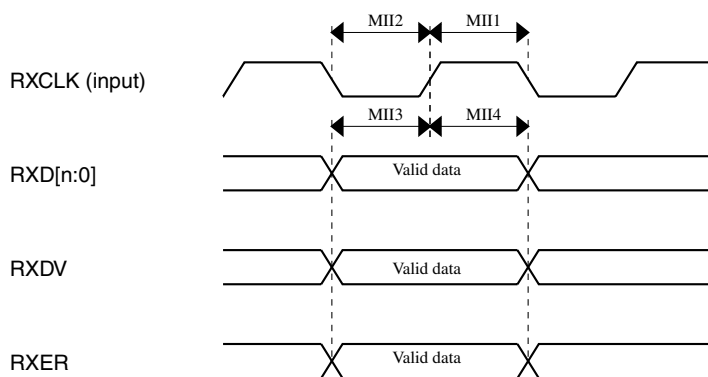 MII2 MII1
RXCLK (input)
MII3 MII4
RXD[n:0] Valid data
RXDV Valid data
RXER Valid data